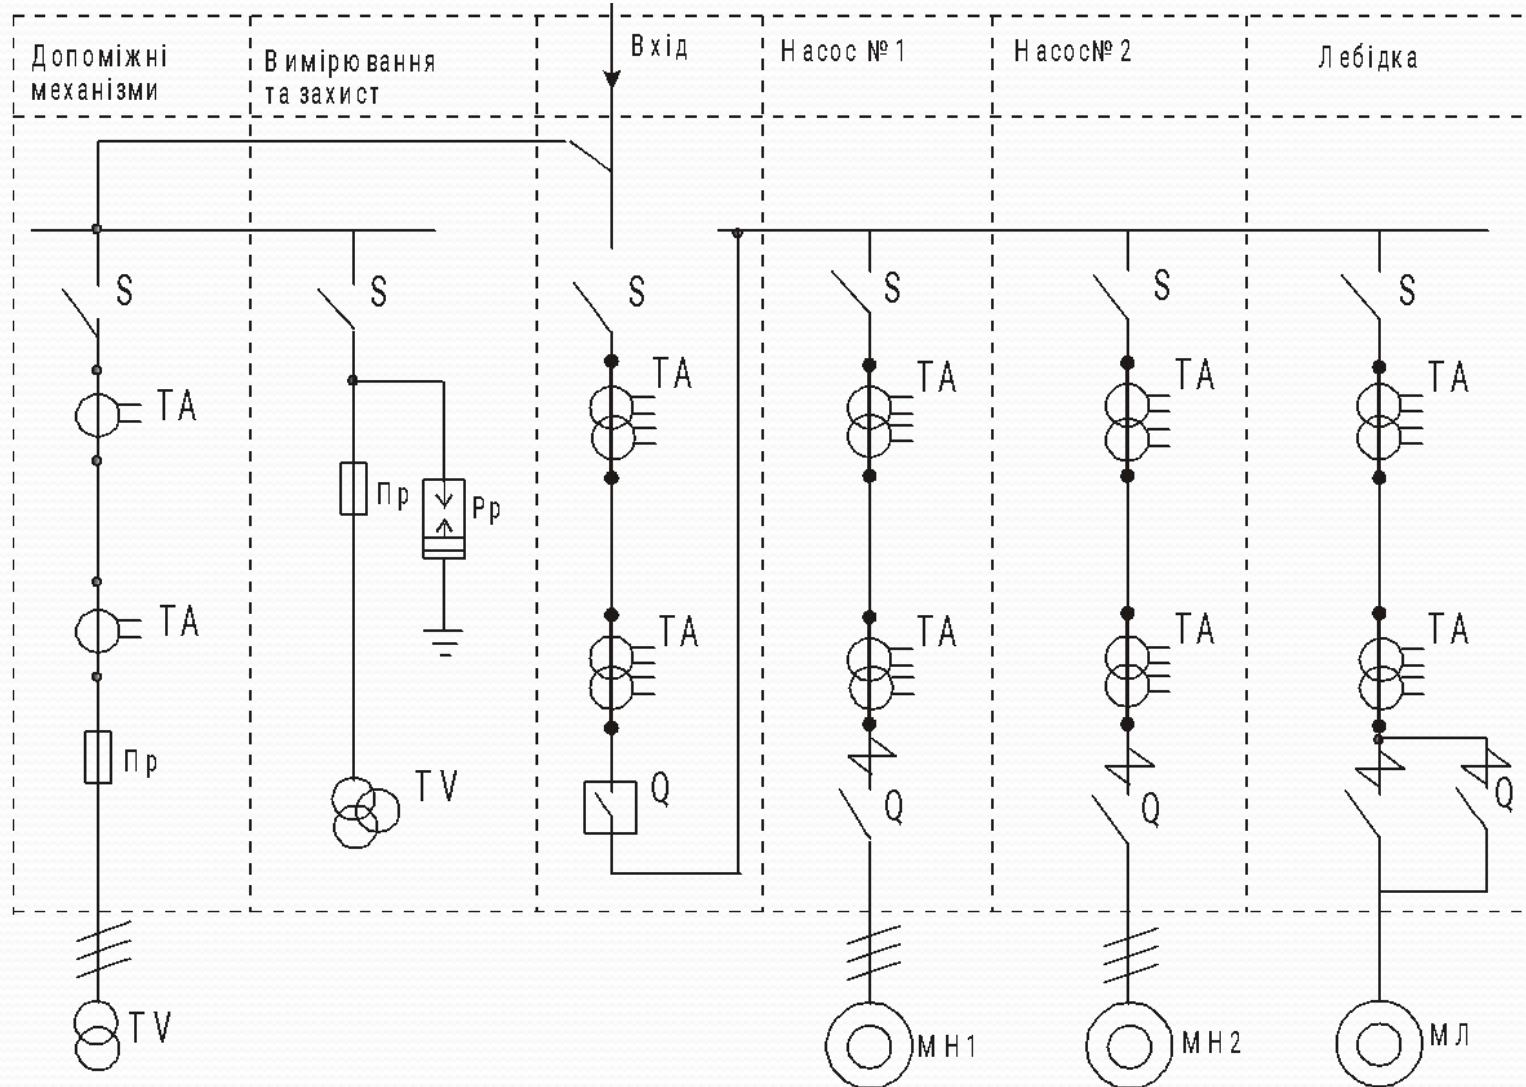 Допоміжні
механізми
Вимірювання
та захист
Вхід
Насос №1
Насос№2
Лебідка
S
S
S
S
S
S
TA
TA
TA
TA
TA
Пр
Рр
TA
TA
TA
TA
TA
Пр
TV
Q
Q
Q
Q
TV
МН1
МН2
МЛ